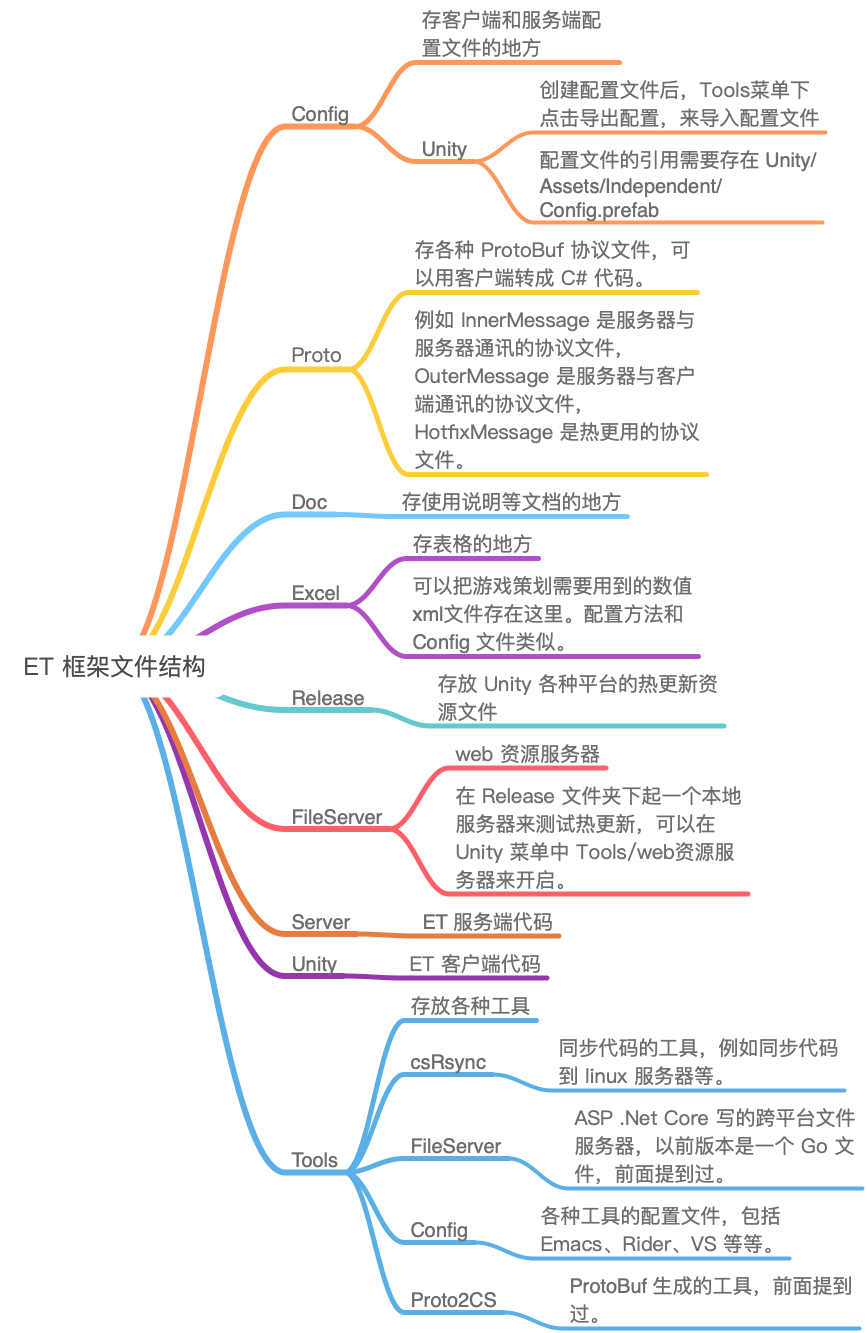 ET 框架文件结构
Config
存客户端和服务端配
置文件的地方
Unity
创建配置文件后，Tools菜单下
点击导出配置，来导入配置文件
配置文件的引用需要存在 Unity/
Assets/Independent/
Config.prefab
Proto
存各种 ProtoBuf 协议文件，可
以用客户端转成 C# 代码。
例如 InnerMessage 是服务器与
服务器通讯的协议文件，
OuterMessage 是服务器与客户
端通讯的协议文件，
HotfixMessage 是热更用的协议
文件。
Doc
存使用说明等文档的地方
Excel
存表格的地方
可以把游戏策划需要用到的数值
xml文件存在这里。配置方法和
Config 文件类似。
Release
存放 Unity 各种平台的热更新资
源文件
FileServer
web 资源服务器
在 Release 文件夹下起一个本地
服务器来测试热更新，可以在
Unity 菜单中 Tools/web资源服
务器来开启。
Server
ET 服务端代码
Unity
ET 客户端代码
Tools
存放各种工具
csRsync
同步代码的工具，例如同步代码
到 linux 服务器等。
FileServer
ASP .Net Core 写的跨平台文件
服务器，以前版本是一个 Go 文
件，前面提到过。
Config
各种工具的配置文件，包括
Emacs、Rider、VS 等等。
Proto2CS
ProtoBuf 生成的工具，前面提到
过。